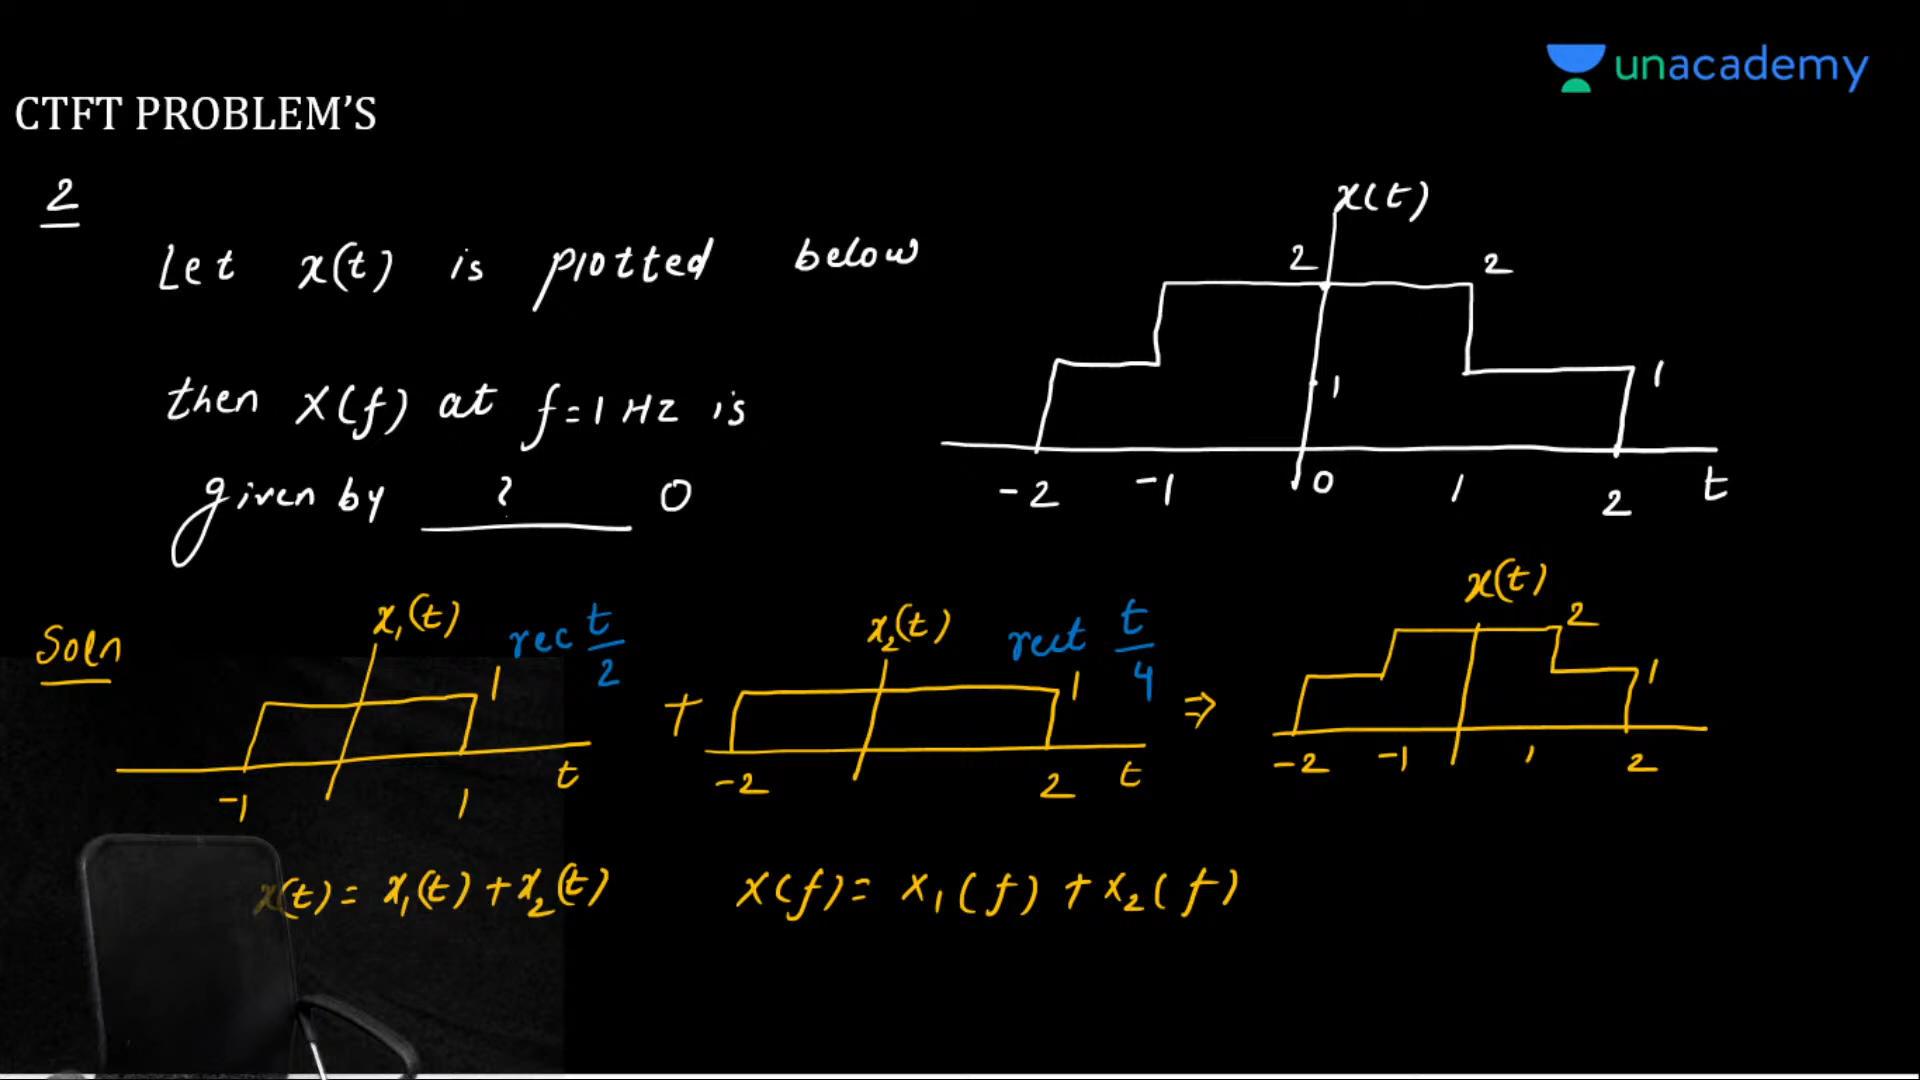 unacademy
CTFT PROBLEM'S
2
Let x(t) is plotted below
then X(f) at f=1 Hz is
given by ? 0
x(t)
2 2
1 1
-2 -1 0 1 2 t
Soln
x₁(t) rec t/2
1
-1 1 t
+
x₂(t) rect t/4
1
-2 2 t
⇒
x(t)
2
1
-2 -1 1 2
x(t) = x₁(t) + x₂(t) X(f) = X₁(f) + X₂(f)